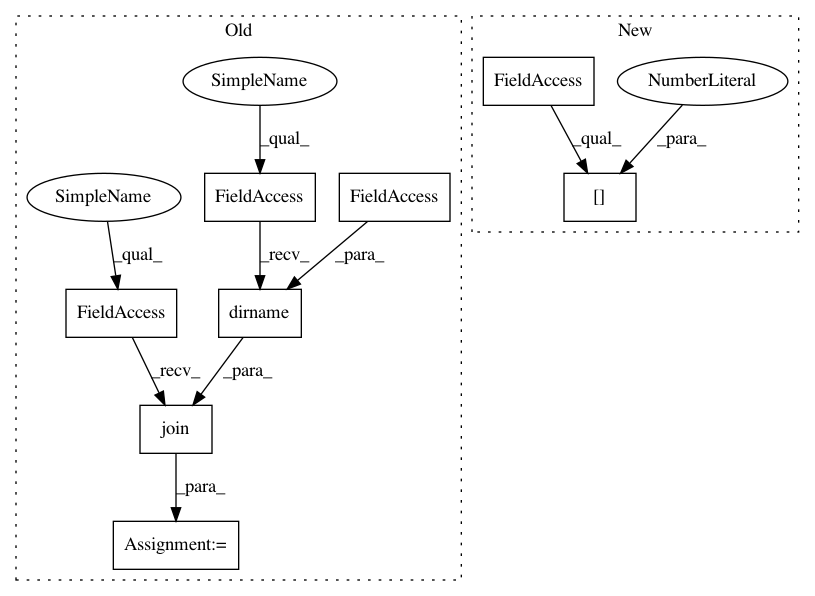 Old
New
SimpleName
FieldAccess
NumberLiteral
_qual_
_qual_
_para_
SimpleName
FieldAccess
FieldAccess
[]
_qual_
_recv_
_para_
FieldAccess
dirname
_recv_
_para_
join
_para_
Assignment:=